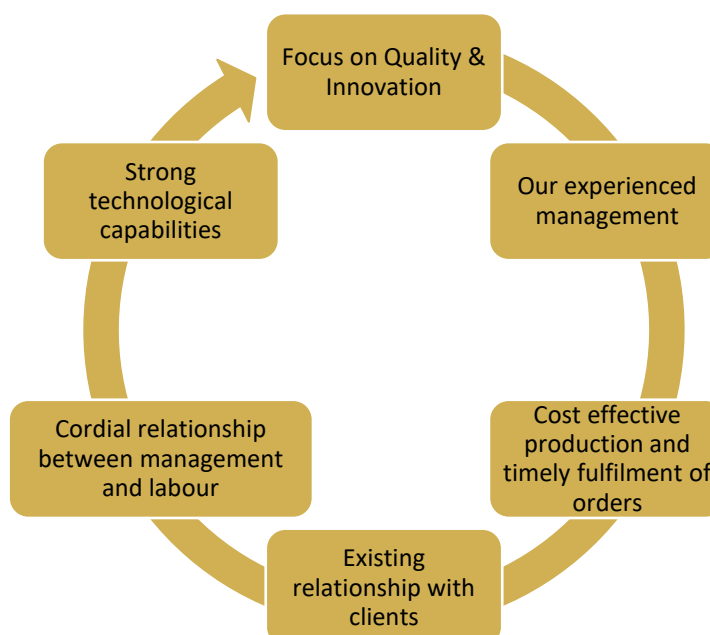 Focus on Quality &
Innovation
Our experienced
management
Cost effective
production and
timely fulfilment of
orders
Existing
relationship with
clients
Cordial relationship
between management
and labour
Strong
technological
capabilities